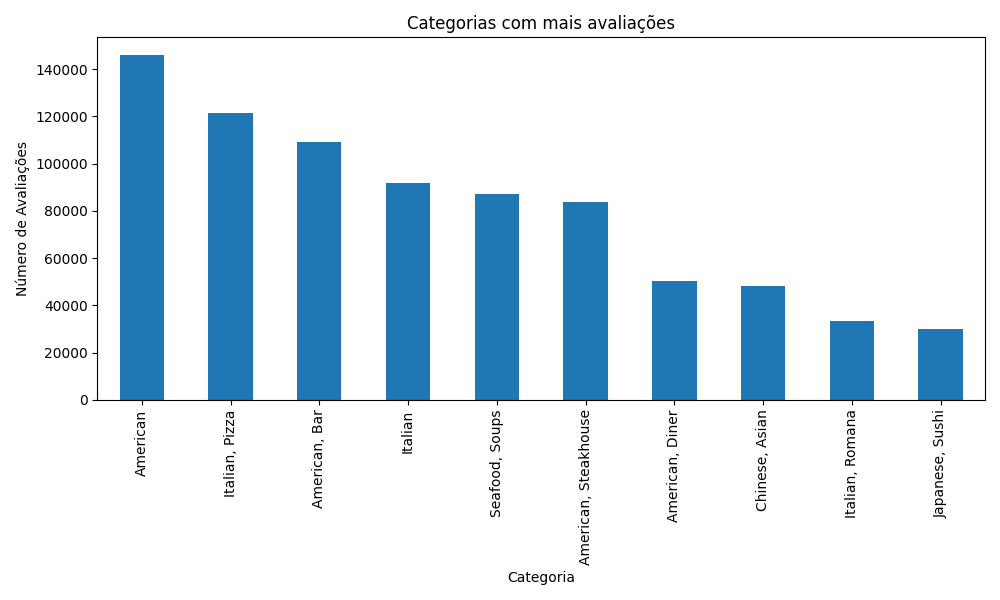 Categorias com mais avaliações
Número de Avaliações
140000
120000
100000
80000
60000
40000
20000
0
American
Italian, Pizza
American, Bar
Italian
Seafood, Soups
American, Steakhouse
American, Diner
Chinese, Asian
Italian, Romana
Japanese, Sushi
Categoria